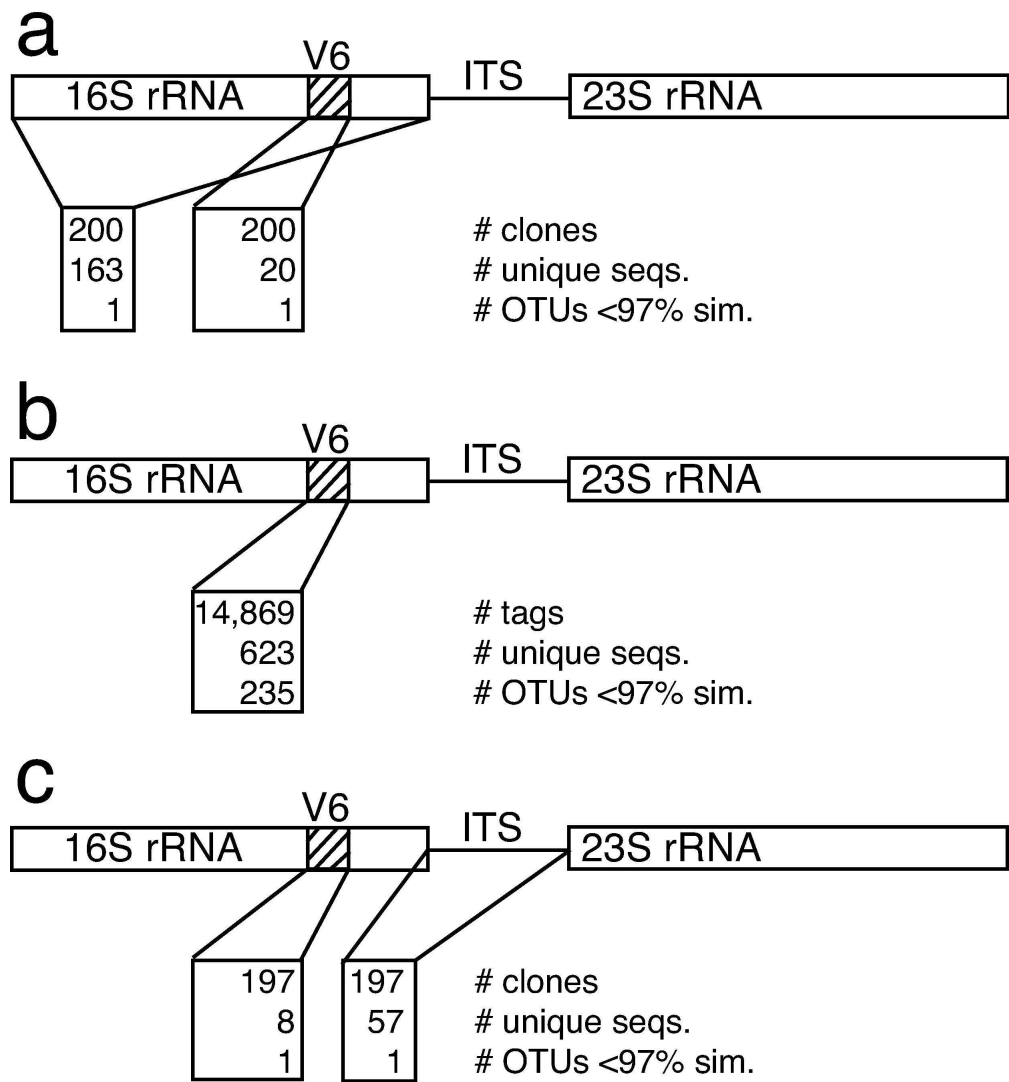 a
V6
16S rRNA
ITS
23S rRNA
200 200 # clones
163 20 # unique seqs.
1 1 # OTUs <97% sim.
b
V6
16S rRNA
ITS
23S rRNA
14,869 # tags
623 # unique seqs.
235 # OTUs <97% sim.
c
V6
16S rRNA
ITS
23S rRNA
197 197 # clones
8 57 # unique seqs.
1 1 # OTUs <97% sim.